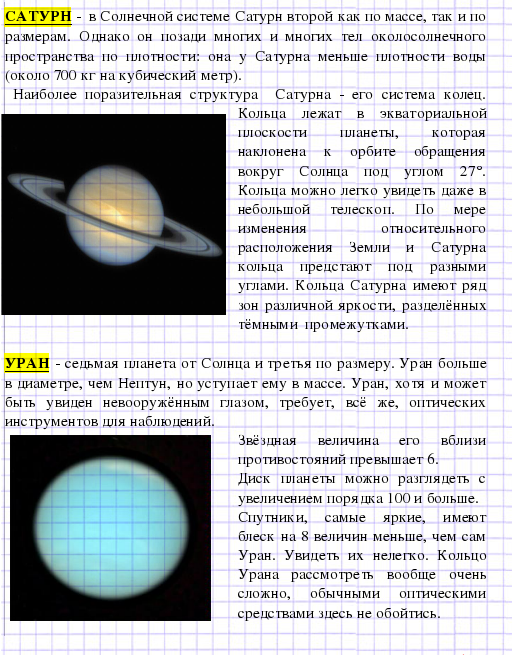 САТУРН - в Солнечной системе Сатурн второй как по массе, так и по
размерам. Однако он позади многих и многих тел околосолнечного
пространства по плотности: она у Сатурна меньше плотности воды
(около 700 кг на кубический метр).
Наиболее поразительная структура Сатурна - его система колец.
Кольца лежат в экваториальной
плоскости планеты, которая
наклонена к орбите обращения
вокруг Солнца под углом 27°.
Кольца можно легко увидеть даже в
небольшой телескоп. По мере
изменения относительного
расположения Земли и Сатурна
кольца предстают под разными
углами. Кольца Сатурна имеют ряд
зон различной яркости, разделённых
тёмными промежутками.
УРАН - седьмая планета от Солнца и третья по размеру. Уран больше
в диаметре, чем Нептун, но уступает ему в массе. Уран, хотя и может
быть увиден невооружённым глазом, требует, всё же, оптических
инструментов для наблюдений.
Звёздная величина его вблизи
противостояний превышает 6.
Диск планеты можно разглядеть с
увеличением порядка 100 и больше.
Спутники, самые яркие, имеют
блеск на 8 величин меньше, чем сам
Уран. Увидеть их нелегко. Кольцо
Урана рассмотреть вообще очень
сложно, обычными оптическими
средствами здесь не обойтись.